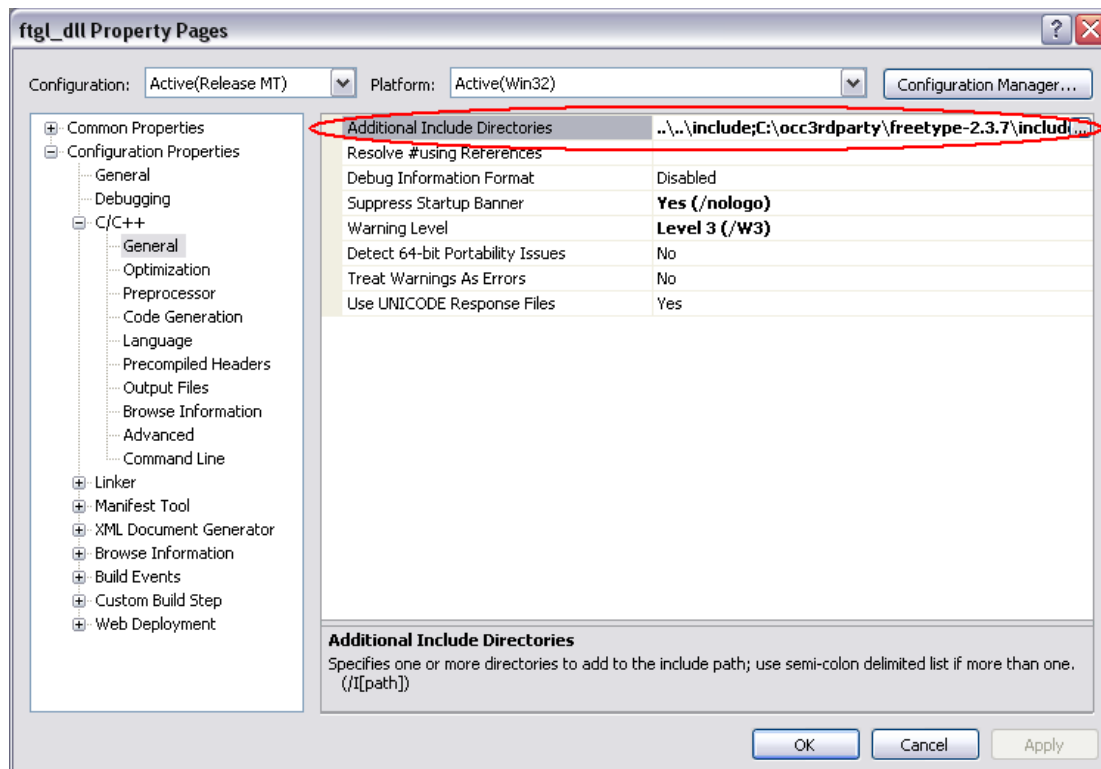 ftgl_dll Property Pages
Configuration: Active(Release MT) Platform: Active(Win32) Configuration Manager...
Common Properties
Configuration Properties
General
Debugging
C/C++
General
Optimization
Preprocessor
Code Generation
Language
Precompiled Headers
Output Files
Browse Information
Advanced
Command Line
Linker
Manifest Tool
XML Document Generator
Browse Information
Build Events
Custom Build Step
Web Deployment
Additional Include Directories ..\..\include;C:\occ3rdparty\freetype-2.3.7\includ ...
Resolve #using References
Debug Information Format Disabled
Suppress Startup Banner Yes (/nologo)
Warning Level Level 3 (/W3)
Detect 64-bit Portability Issues No
Treat Warnings As Errors No
Use UNICODE Response Files Yes
Additional Include Directories
Specifies one or more directories to add to the include path; use semi-colon delimited list if more than one.
(/I[path])
OK Cancel Apply